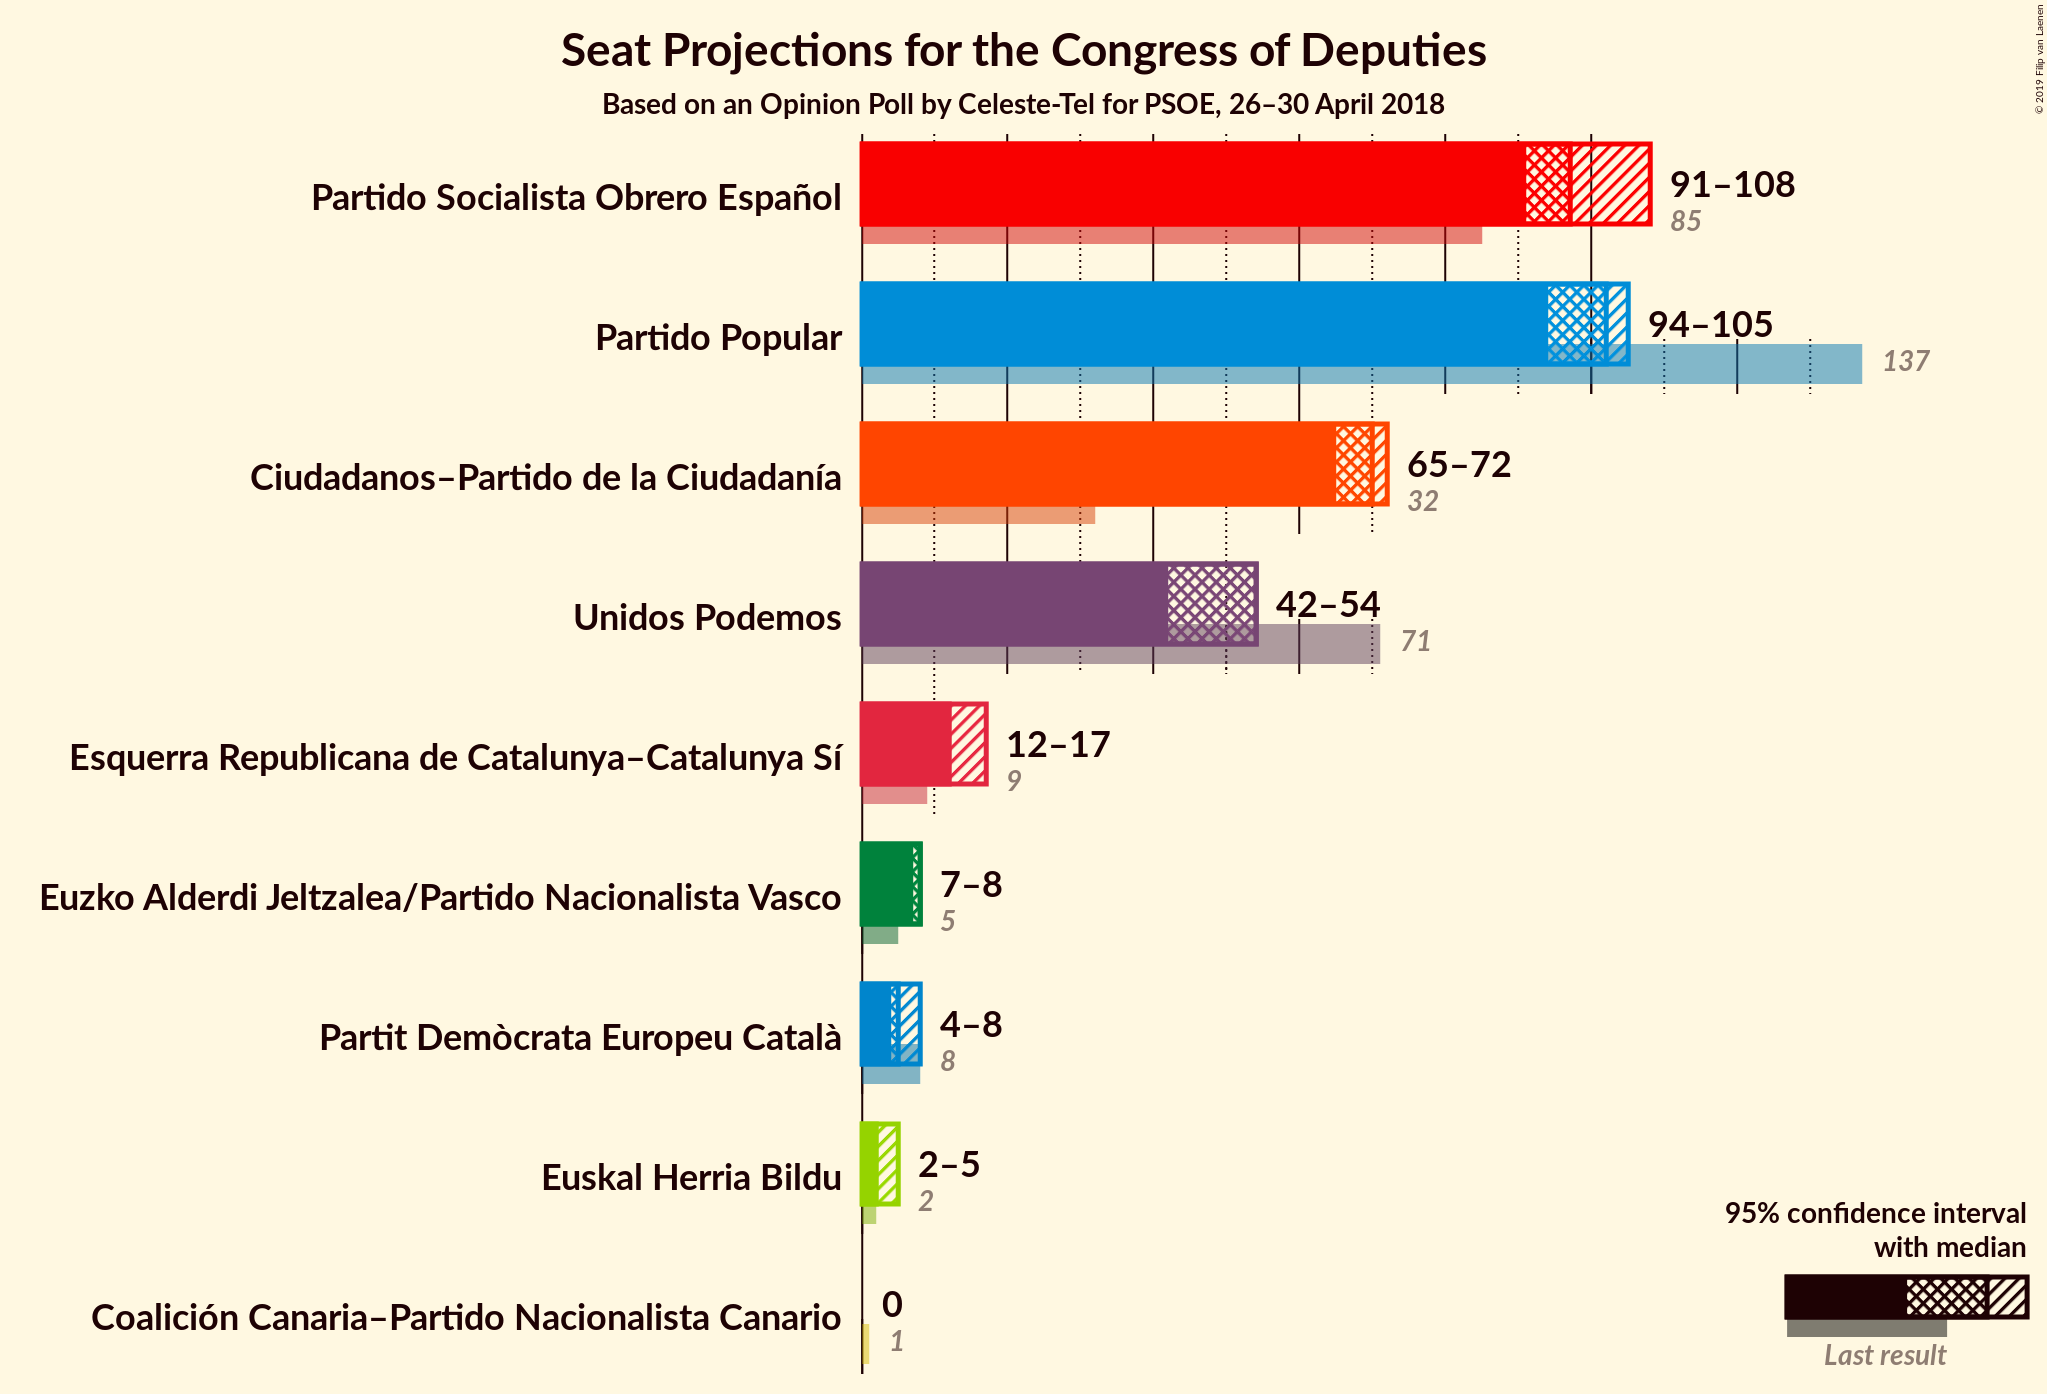 Seat Projections for the Congress of Deputies
Based on an Opinion Poll by Celeste-Tel for PSOE, 26–30 April 2018
© 2019 Filip van Laenen
Partido Socialista Obrero Español
91–108
85
Partido Popular
94–105
137
Ciudadanos–Partido de la Ciudadanía
65–72
32
Unidos Podemos
42–54
71
Esquerra Republicana de Catalunya–Catalunya Sí
12–17
9
Euzko Alderdi Jeltzalea/Partido Nacionalista Vasco
7–8
5
Partit Demòcrata Europeu Català
4–8
8
Euskal Herria Bildu
2–5
2
Coalición Canaria–Partido Nacionalista Canario
0
1
95% confidence interval
with median
Last result